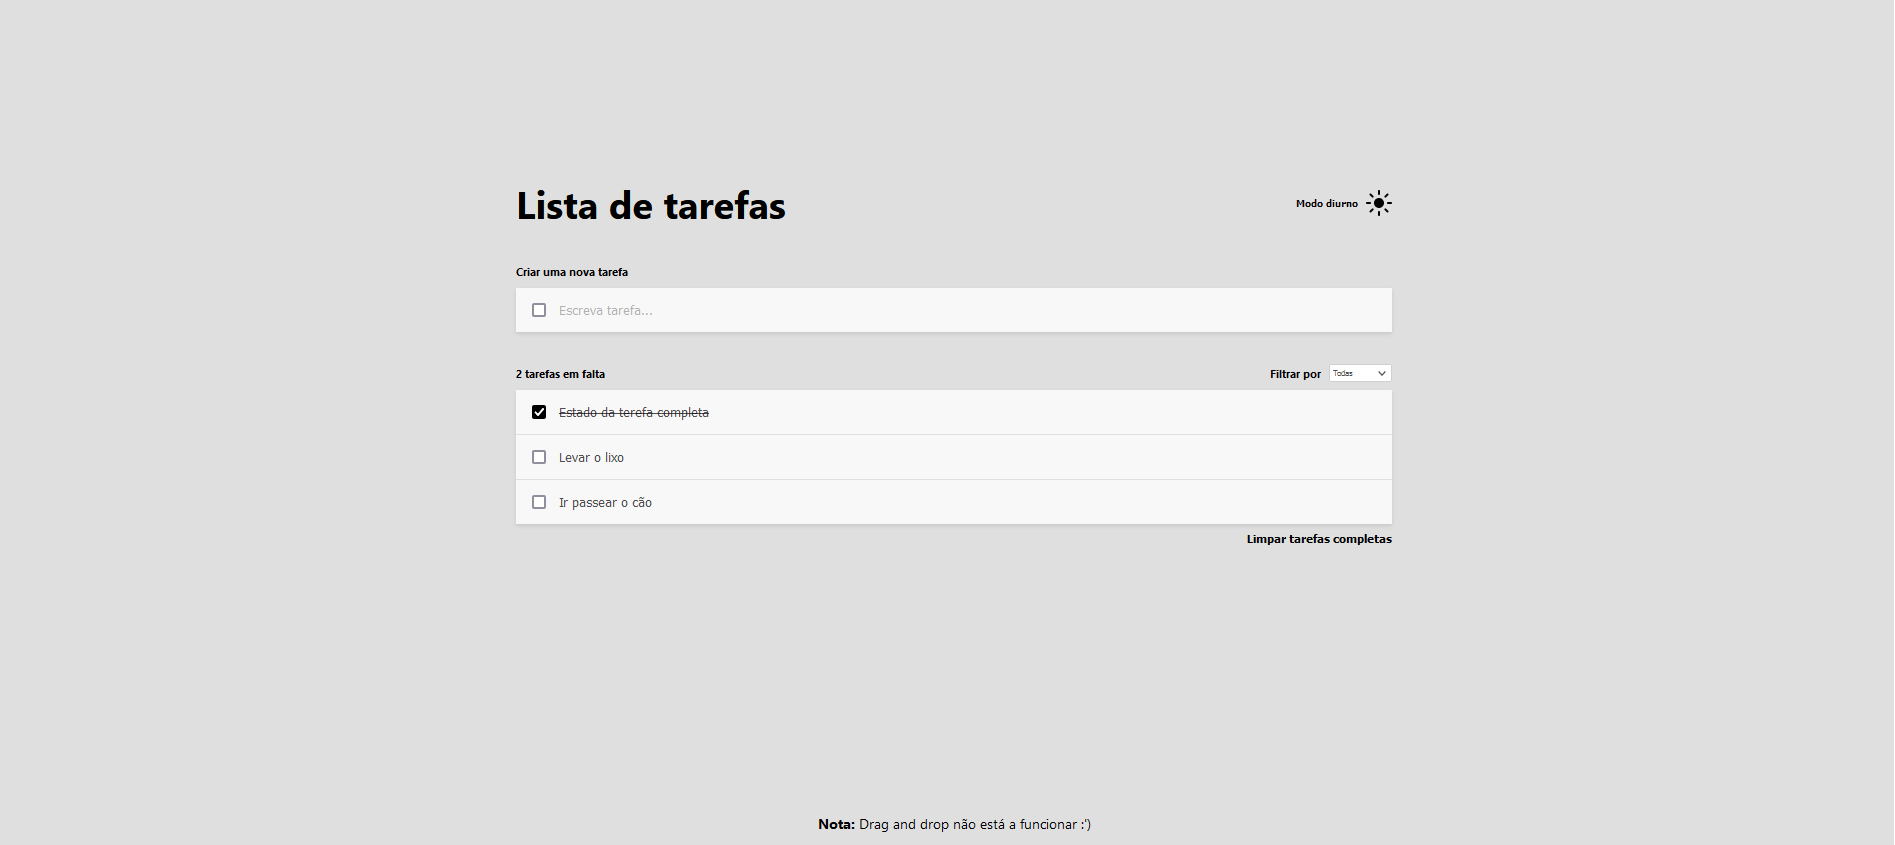 Lista de tarefas
Modo diurno
Criar uma nova tarefa
Escreva tarefa...
2 tarefas em falta
Filtrar por
Todas
Estado da terefa completa
Levar o lixo
Ir passear o cão
Limpar tarefas completas
Nota: Drag and drop não está a funcionar :')